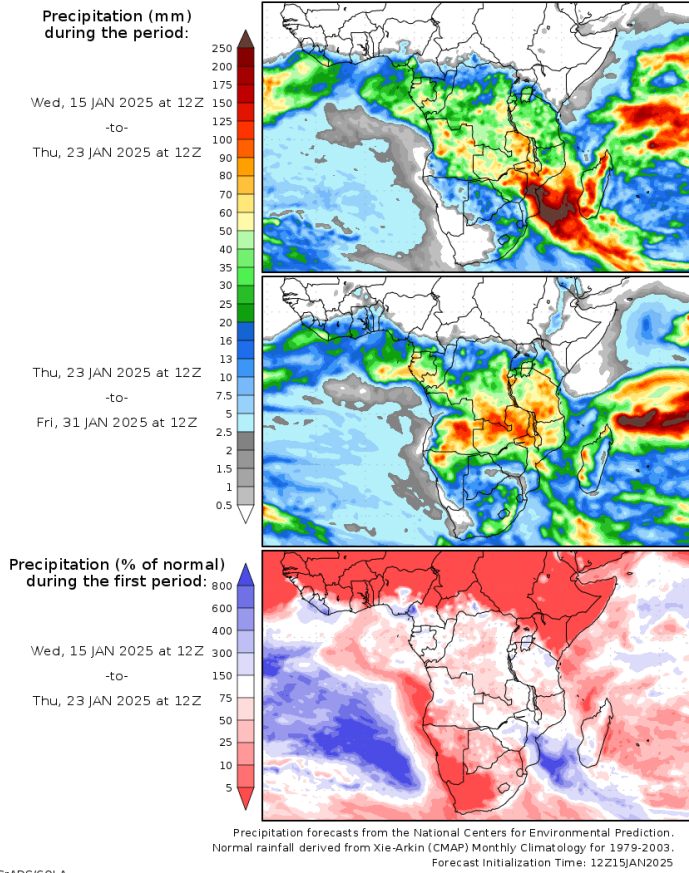 Precipitation (mm)
during the period:
250
200
175
150
125
100
90
80
70
60
50
40
35
30
25
20
16
13
10
7.5
5
2.5
2
1.5
1
0.5
Wed, 15 JAN 2025 at 12Z
-to-
Thu, 23 JAN 2025 at 12Z
Thu, 23 JAN 2025 at 12Z
-to-
Fri, 31 JAN 2025 at 12Z
Precipitation (% of normal)
during the first period:
800
600
400
300
150
75
50
25
10
5
Wed, 15 JAN 2025 at 12Z
-to-
Thu, 23 JAN 2025 at 12Z
Precipitation forecasts from the National Centers for Environmental Prediction.
Normal rainfall derived from Xie-Arkin (CMAP) Monthly Climatology for 1979-2003.
Forecast Initialization Time: 12Z15JAN2025